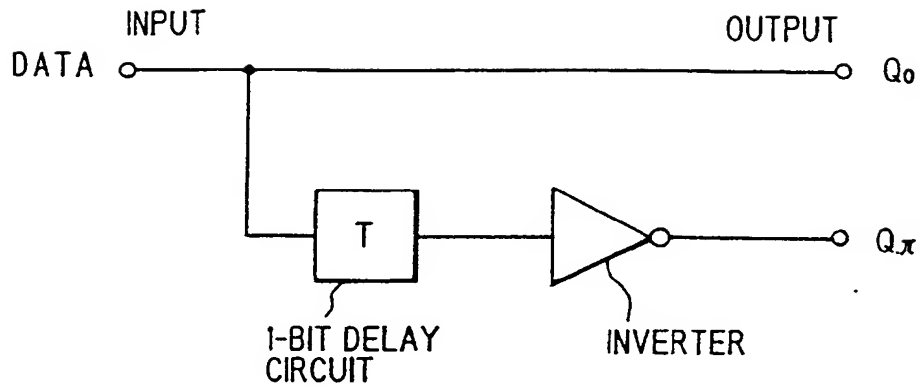 INPUT
OUTPUT
DATA
Q0
T
Qπ
1-BIT DELAY
CIRCUIT
INVERTER